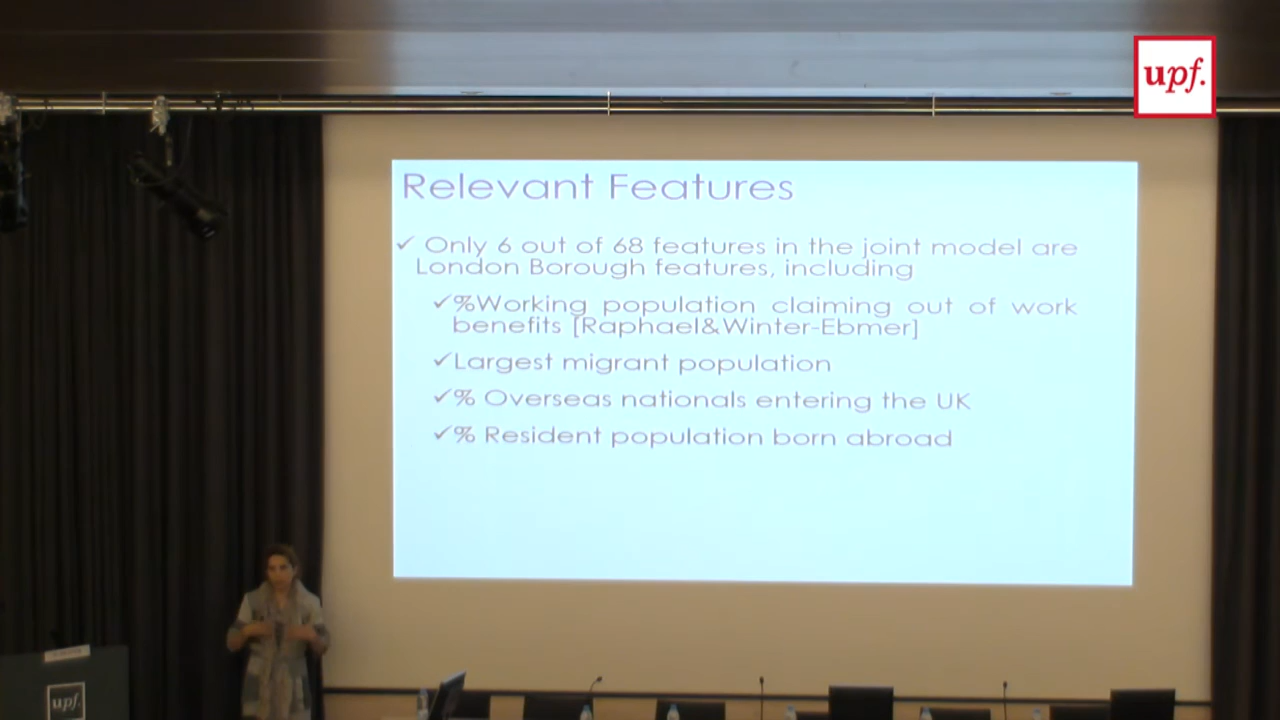 upf.
Relevant Features
✓ Only 6 out of 68 features in the joint model are
London Borough features, including
✓%Working population claiming out of work
benefits [Raphael&Winter-Ebmer]
✓Largest migrant population
✓% Overseas nationals entering the UK
✓% Resident population born abroad
upf.